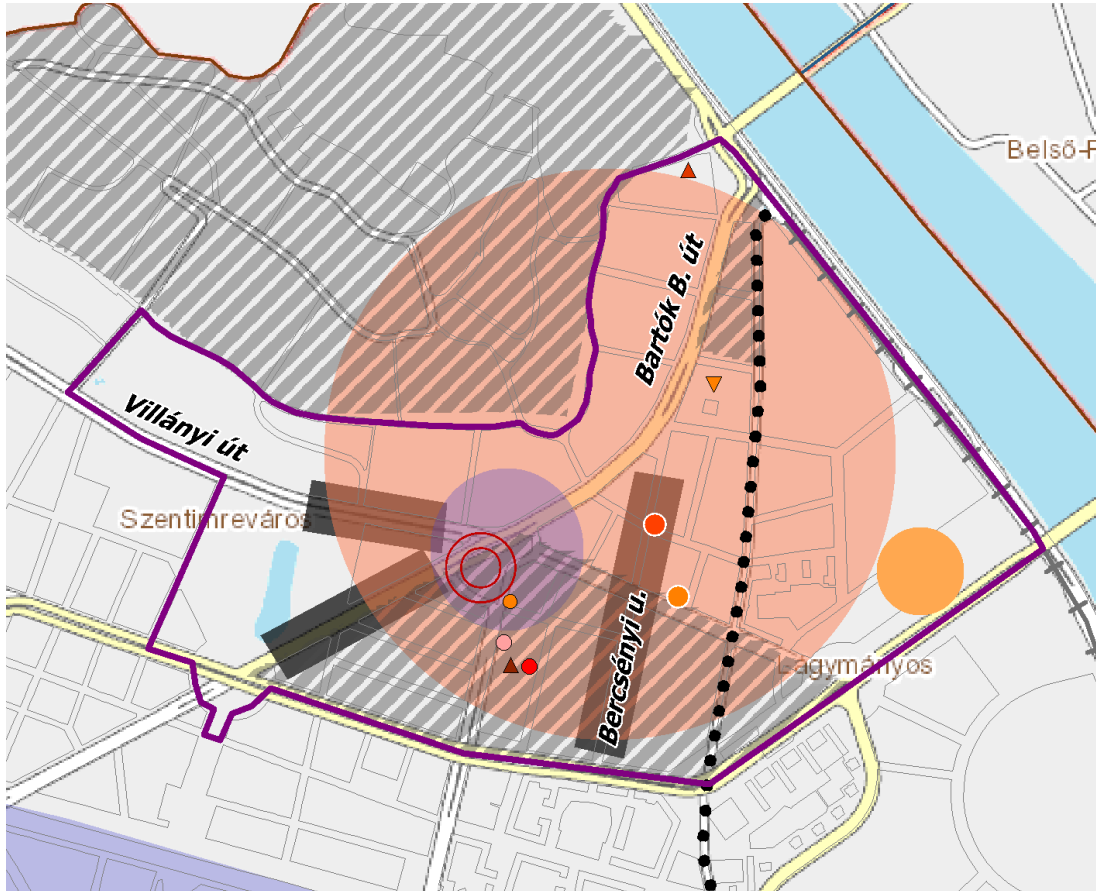 Belső-P
Bartók B. út
Villányi út
Szentimreváros
Bercsényi u.
Lágymányos